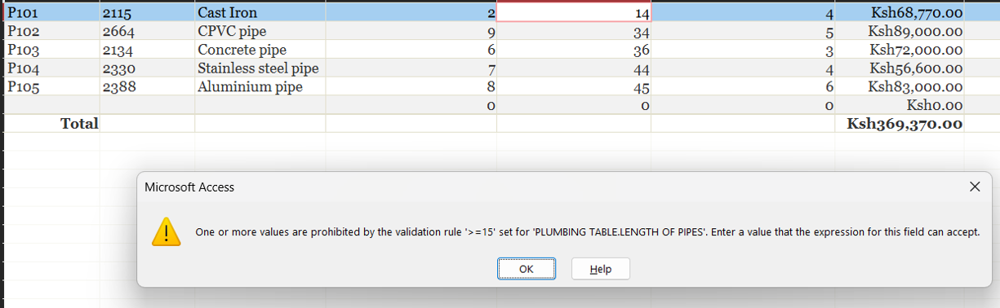 P101 2115 Cast Iron 2 14 4 Ksh68,770.00
P102 2664 CPVC pipe 9 34 5 Ksh89,000.00
P103 2134 Concrete pipe 6 36 3 Ksh72,000.00
P104 2330 Stainless steel pipe 7 44 4 Ksh56,600.00
P105 2388 Aluminium pipe 8 45 6 Ksh83,000.00
0 0 0 Ksh0.00
Total Ksh369,370.00
Microsoft Access
One or more values are prohibited by the validation rule '>=15' set for 'PLUMBING TABLE.LENGTH OF PIPES'. Enter a value that the expression for this field can accept.
OK Help